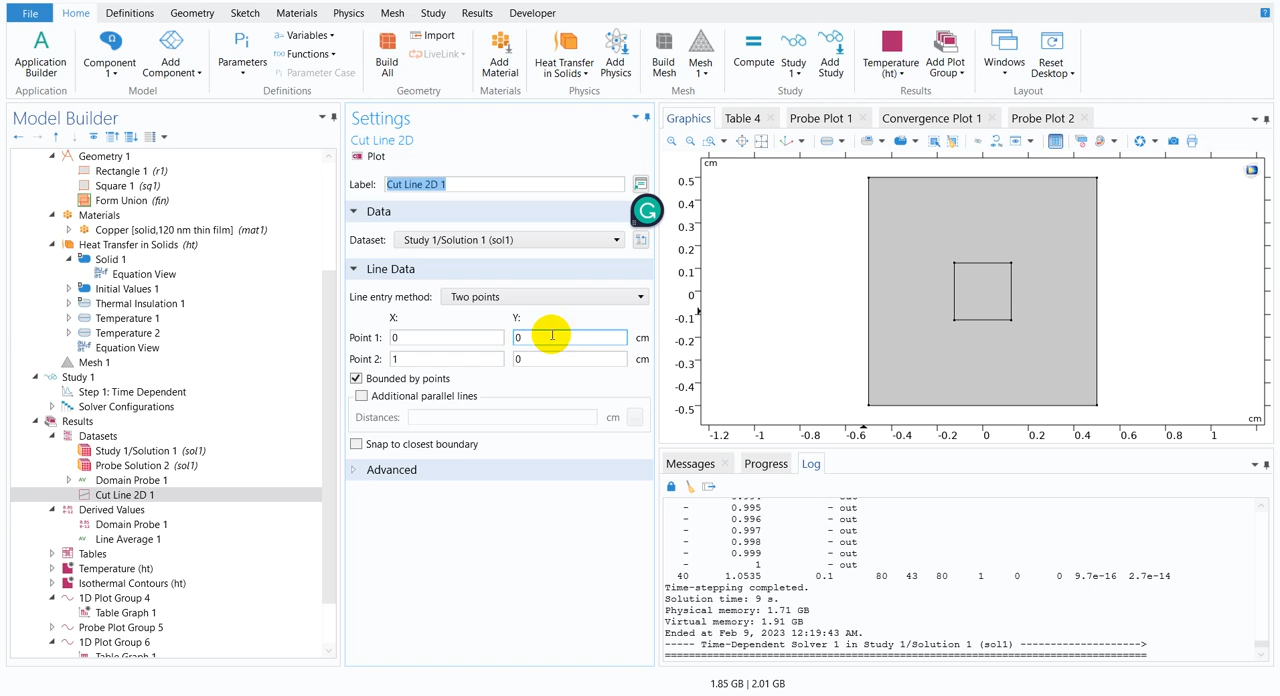 File Home Definitions Geometry Sketch Materials Physics Mesh Study Results Developer
Application Builder
Component 1
Add Component
Pi
Parameters
a= Variables
f(x) Functions
Pi Parameter Case
Build All
Import
LiveLink
Add Material
Heat Transfer in Solids
Add Physics
Build Mesh
Mesh 1
Compute
Study 1
Add Study
Temperature (ht)
Add Plot Group
Windows
Reset Desktop
Application Model Definitions Geometry Materials Physics Mesh Study Results Layout
Model Builder
Geometry 1
Rectangle 1 (r1)
Square 1 (sq1)
Form Union (fin)
Materials
Copper [solid,120 nm thin film] (mat1)
Heat Transfer in Solids (ht)
Solid 1
Equation View
Initial Values 1
Thermal Insulation 1
Temperature 1
Temperature 2
Equation View
Mesh 1
Study 1
Step 1: Time Dependent
Solver Configurations
Results
Datasets
Study 1/Solution 1 (sol1)
Probe Solution 2 (sol1)
Domain Probe 1
Cut Line 2D 1
Derived Values
Domain Probe 1
Line Average 1
Tables
Temperature (ht)
Isothermal Contours (ht)
1D Plot Group 4
Table Graph 1
Probe Plot Group 5
1D Plot Group 6
Table Graph 1
Settings
Cut Line 2D
Plot
Label: Cut Line 2D 1
Data
Dataset: Study 1/Solution 1 (sol1)
Line Data
Line entry method: Two points
X: Y:
Point 1: 0 0 cm
Point 2: 1 0 cm
Bounded by points
Additional parallel lines
Distances: cm
Snap to closest boundary
Advanced
Graphics Table 4 Probe Plot 1 Convergence Plot 1 Probe Plot 2
cm
0.5
0.4
0.3
0.2
0.1
0
-0.1
-0.2
-0.3
-0.4
-0.5
cm
-1.2 -1 -0.8 -0.6 -0.4 -0.2 0 0.2 0.4 0.6 0.8 1
Messages Progress Log
- 0.995 - out
- 0.996 - out
- 0.997 - out
- 0.998 - out
- 0.999 - out
- 1 - out
40 1.0535 0.1 80 43 80 1 0 0 9.7e-16 2.7e-14
Time-stepping completed.
Solution time: 9 s.
Physical memory: 1.71 GB
Virtual memory: 1.91 GB
Ended at Feb 9, 2023 12:19:43 AM.
----- Time-Dependent Solver 1 in Study 1/Solution 1 (sol1) -------------------->
1.85 GB | 2.01 GB